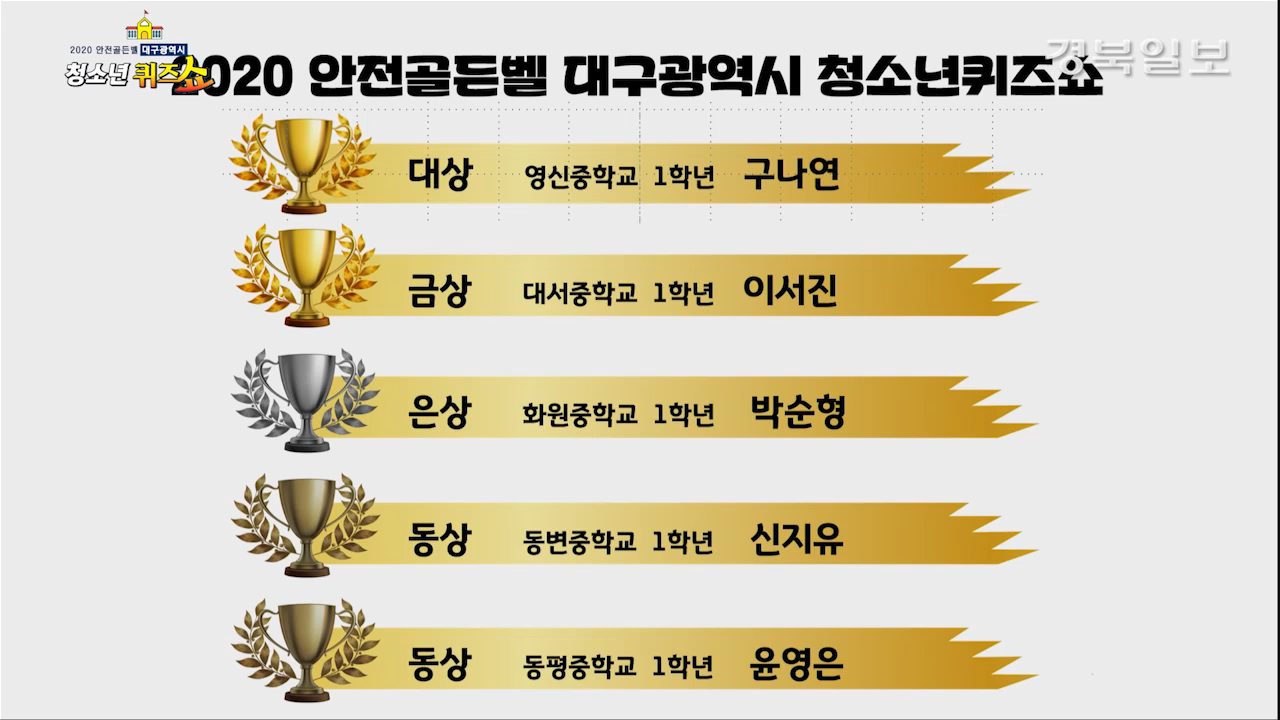 2020 안전골든벨 대구광역시
청소년 퀴즈쇼
2020 안전골든벨 대구광역시 청소년퀴즈쇼
경북일보
대상 영신중학교 1학년 구나연
금상 대서중학교 1학년 이서진
은상 화원중학교 1학년 박순형
동상 동변중학교 1학년 신지유
동상 동평중학교 1학년 윤영은